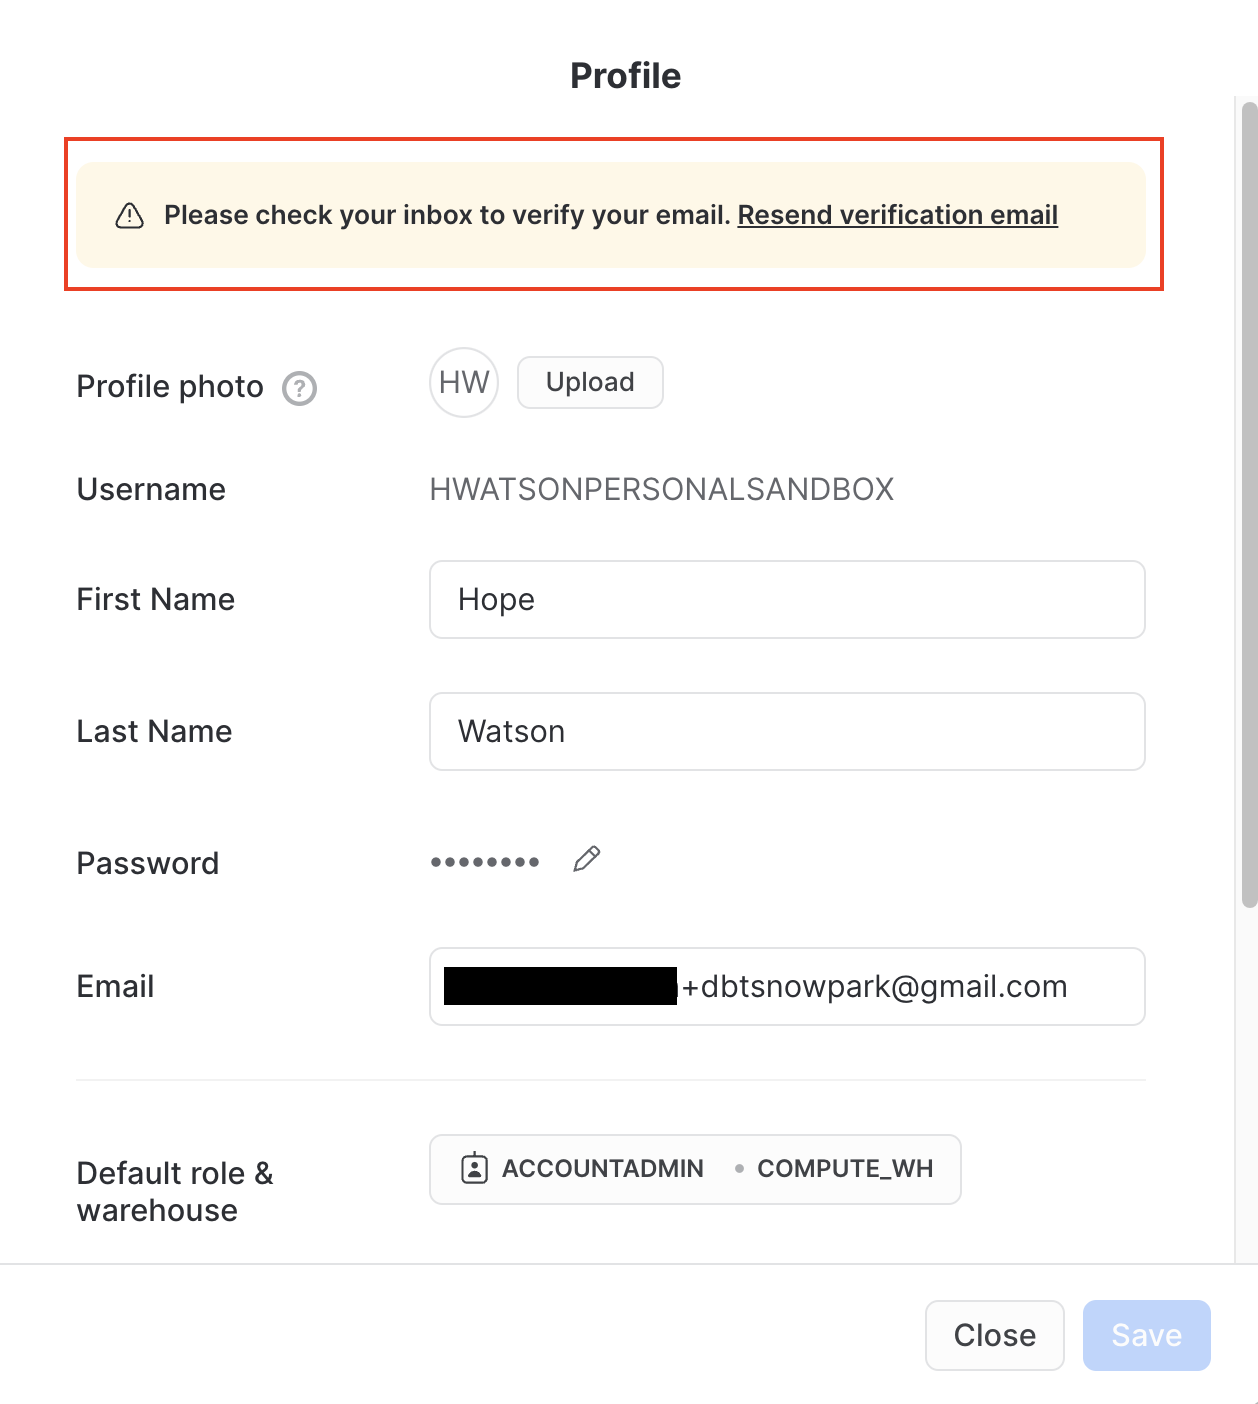 Profile
Please check your inbox to verify your email. Resend verification email
Profile photo ? HW Upload
Username HWATSONPERSONALSANDBOX
First Name Hope
Last Name Watson
Password ••••••••
Email +dbtsnowpark@gmail.com
Default role & ACCOUNTADMIN • COMPUTE_WH
warehouse
Close Save